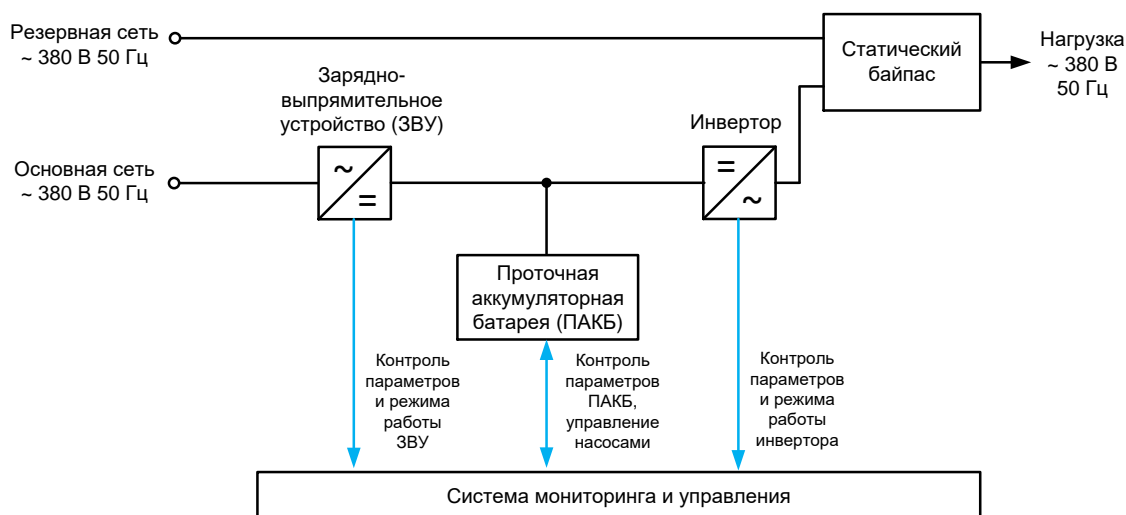 Резервная сеть
~ 380 В 50 Гц
Статический
байпас
Нагрузка
~ 380 В
50 Гц
Зарядно-
выпрямительное
устройство (ЗВУ)
Инвертор
Основная сеть
~ 380 В 50 Гц
~
=
=
~
Проточная
аккумуляторная
батарея (ПАКБ)
Контроль
параметров
и режима
работы
ЗВУ
Контроль
параметров
ПАКБ,
управление
насосами
Контроль
параметров
и режима
работы
инвертора
Система мониторинга и управления